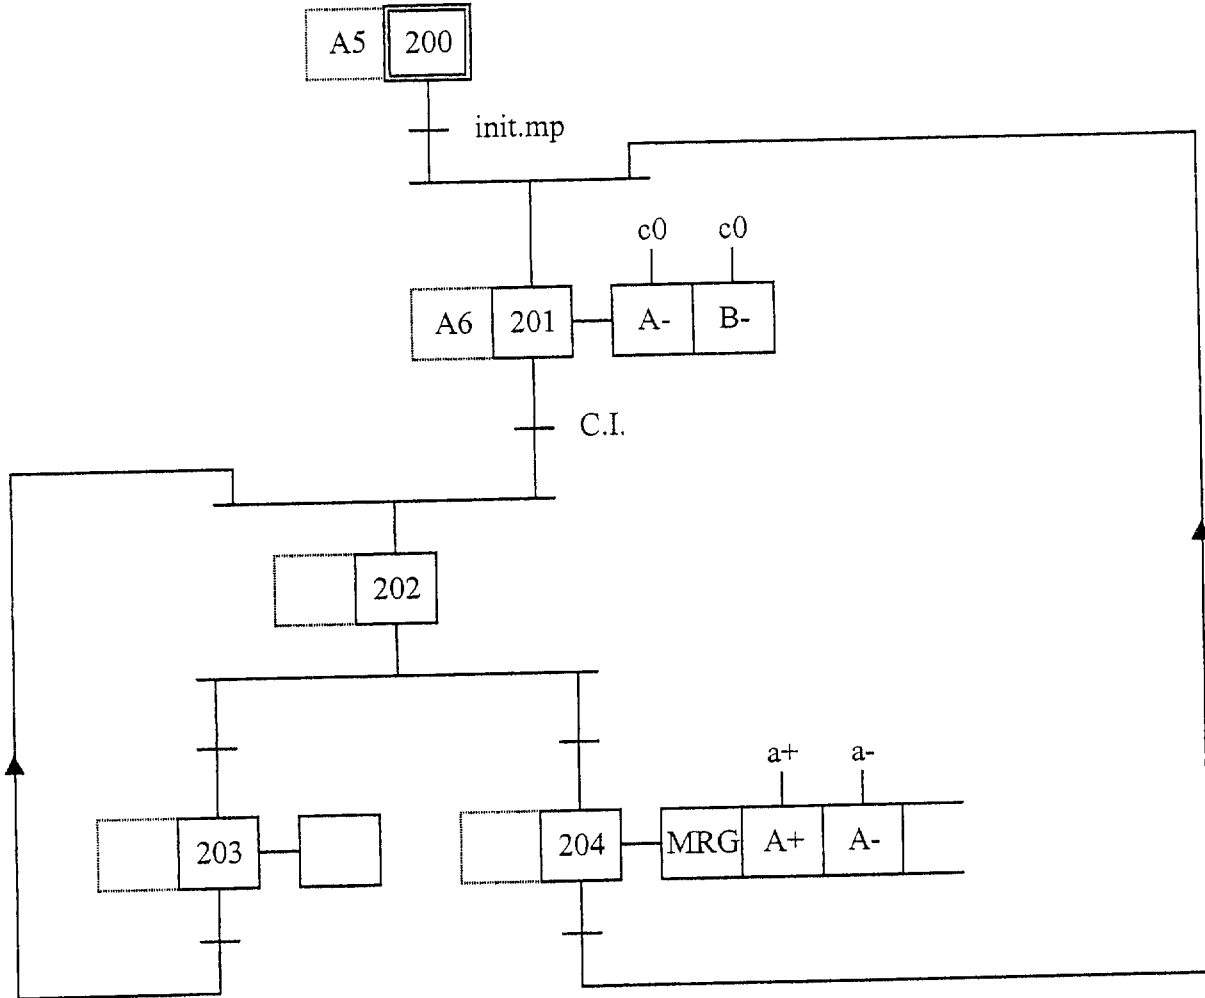 A5 200
init.mp
c0 c0
A6 201 A- B-
C.I.
202
a+ a-
203
204 MRG A+ A-